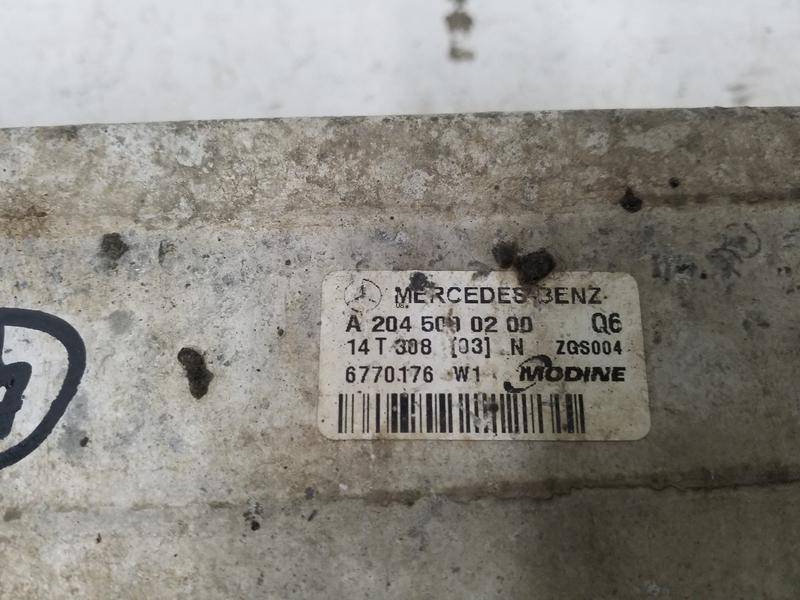 MERCEDES-BENZ
A 204 500 02 00 Q6
14 T 308 [03] N ZGS004
6770176 W1 MODINE